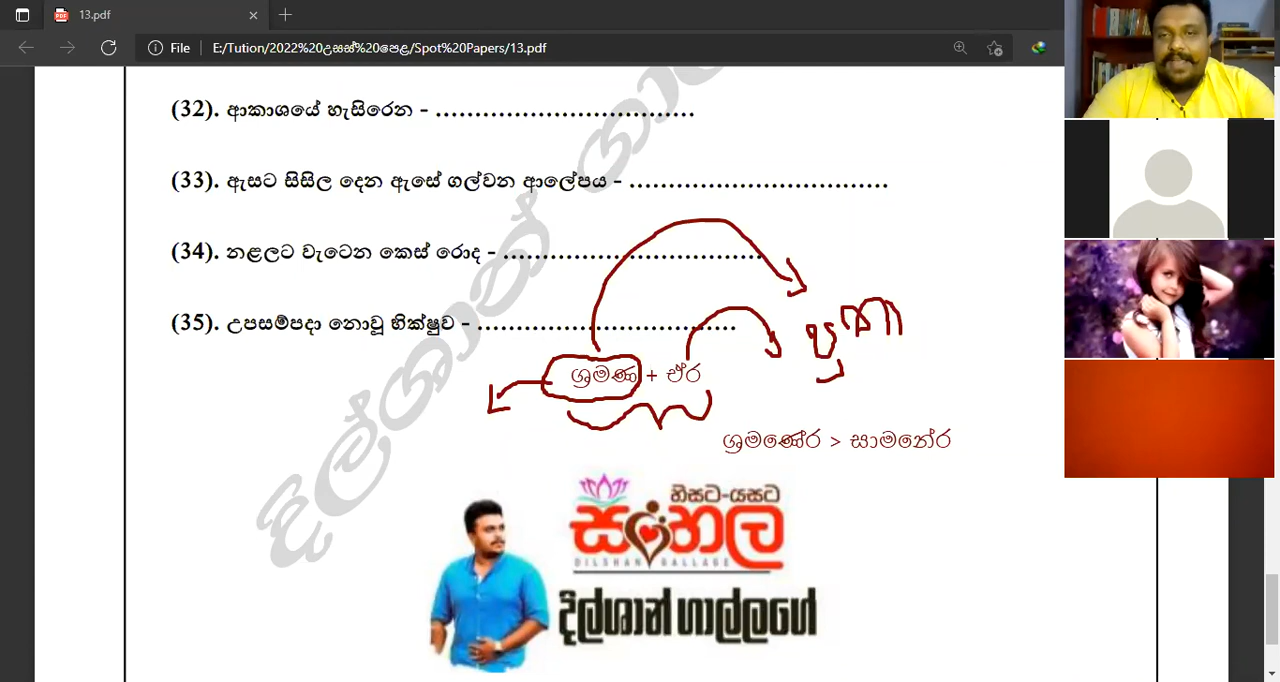 13.pdf
File E:/Tution/2022%20උසස්%20පෙළ/Spot%20Papers/13.pdf
(32). ආකාශයේ හැසිරෙන - ..................................
(33). ඇසට සිසිල දෙන ඇසේ ගල්වන ආලේපය - ..................................
(34). නළලට වැටෙන කෙස් රොද - ..................................
(35). උපසම්පදා නොවූ භික්ෂුව - ..................................
ශ්‍රමණ + ඒර
ශ්‍රමණේර > සාමනේර
හිසට-යසට
සිංහල
DILSHAN GALLAGE
දිල්ශාන් ගාල්ලගේ